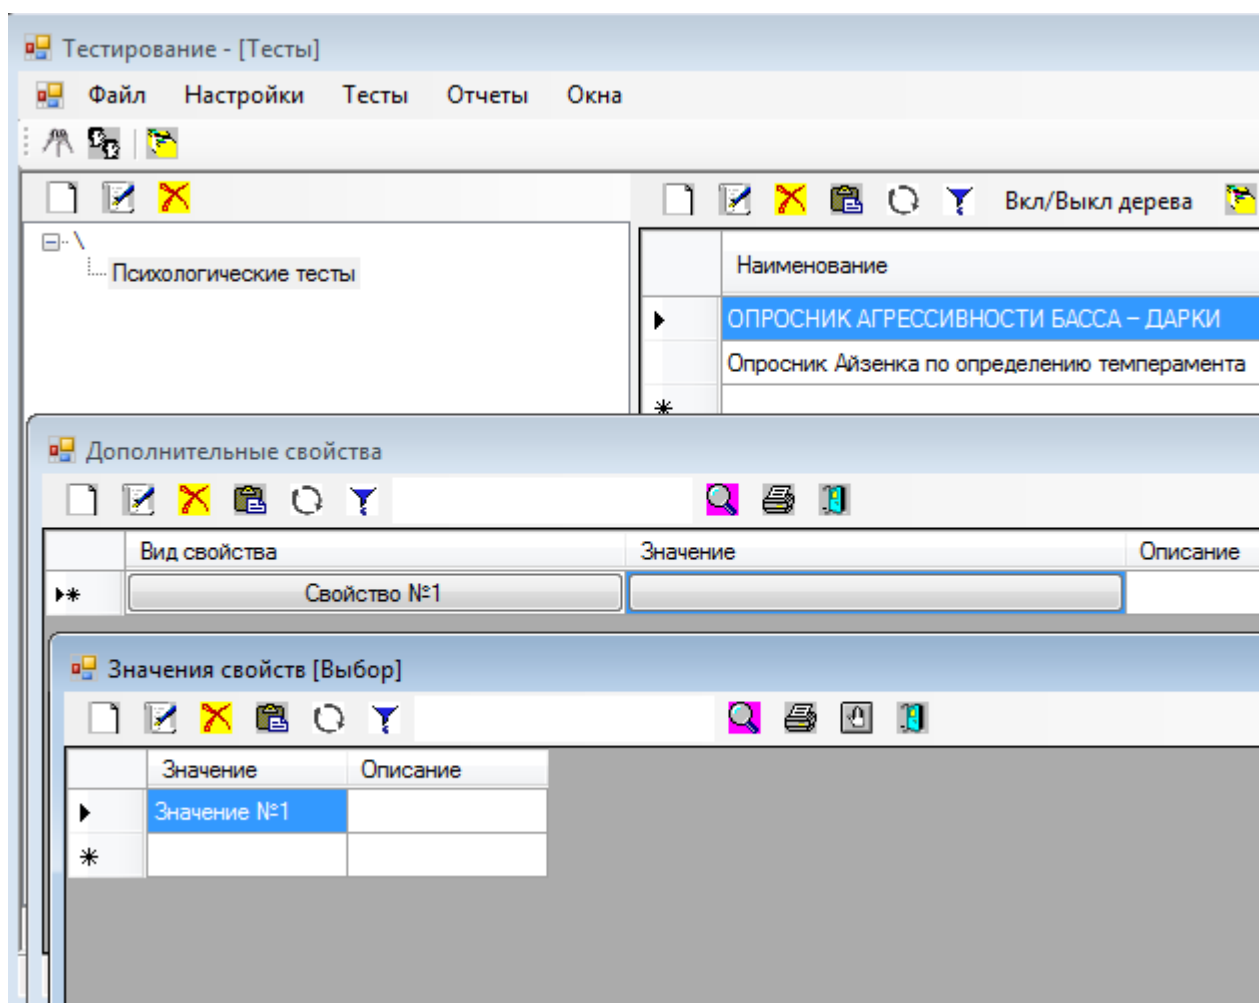 Тестирование - [Тесты]
Файл Настройки Тесты Отчеты Окна
Вкл/Выкл дерева
\
Психологические тесты
Наименование
ОПРОСНИК АГРЕССИВНОСТИ БАССА – ДАРКИ
Опросник Айзенка по определению темперамента
Дополнительные свойства
Вид свойства Значение Описание
Свойство №1
Значения свойств [Выбор]
Значение Описание
Значение №1